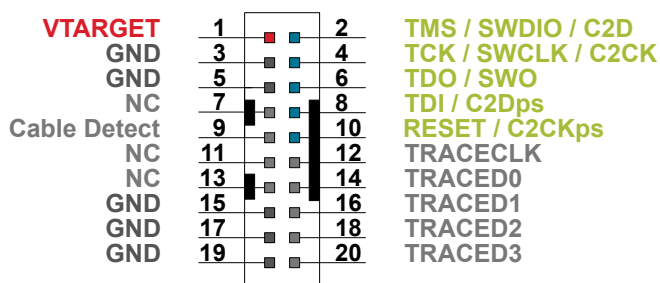 VTARGET 1 2 TMS / SWDIO / C2D
GND 3 4 TCK / SWCLK / C2CK
GND 5 6 TDO / SWO
NC 7 8 TDI / C2Dps
Cable Detect 9 10 RESET / C2CKps
NC 11 12 TRACECLK
NC 13 14 TRACED0
GND 15 16 TRACED1
GND 17 18 TRACED2
GND 19 20 TRACED3